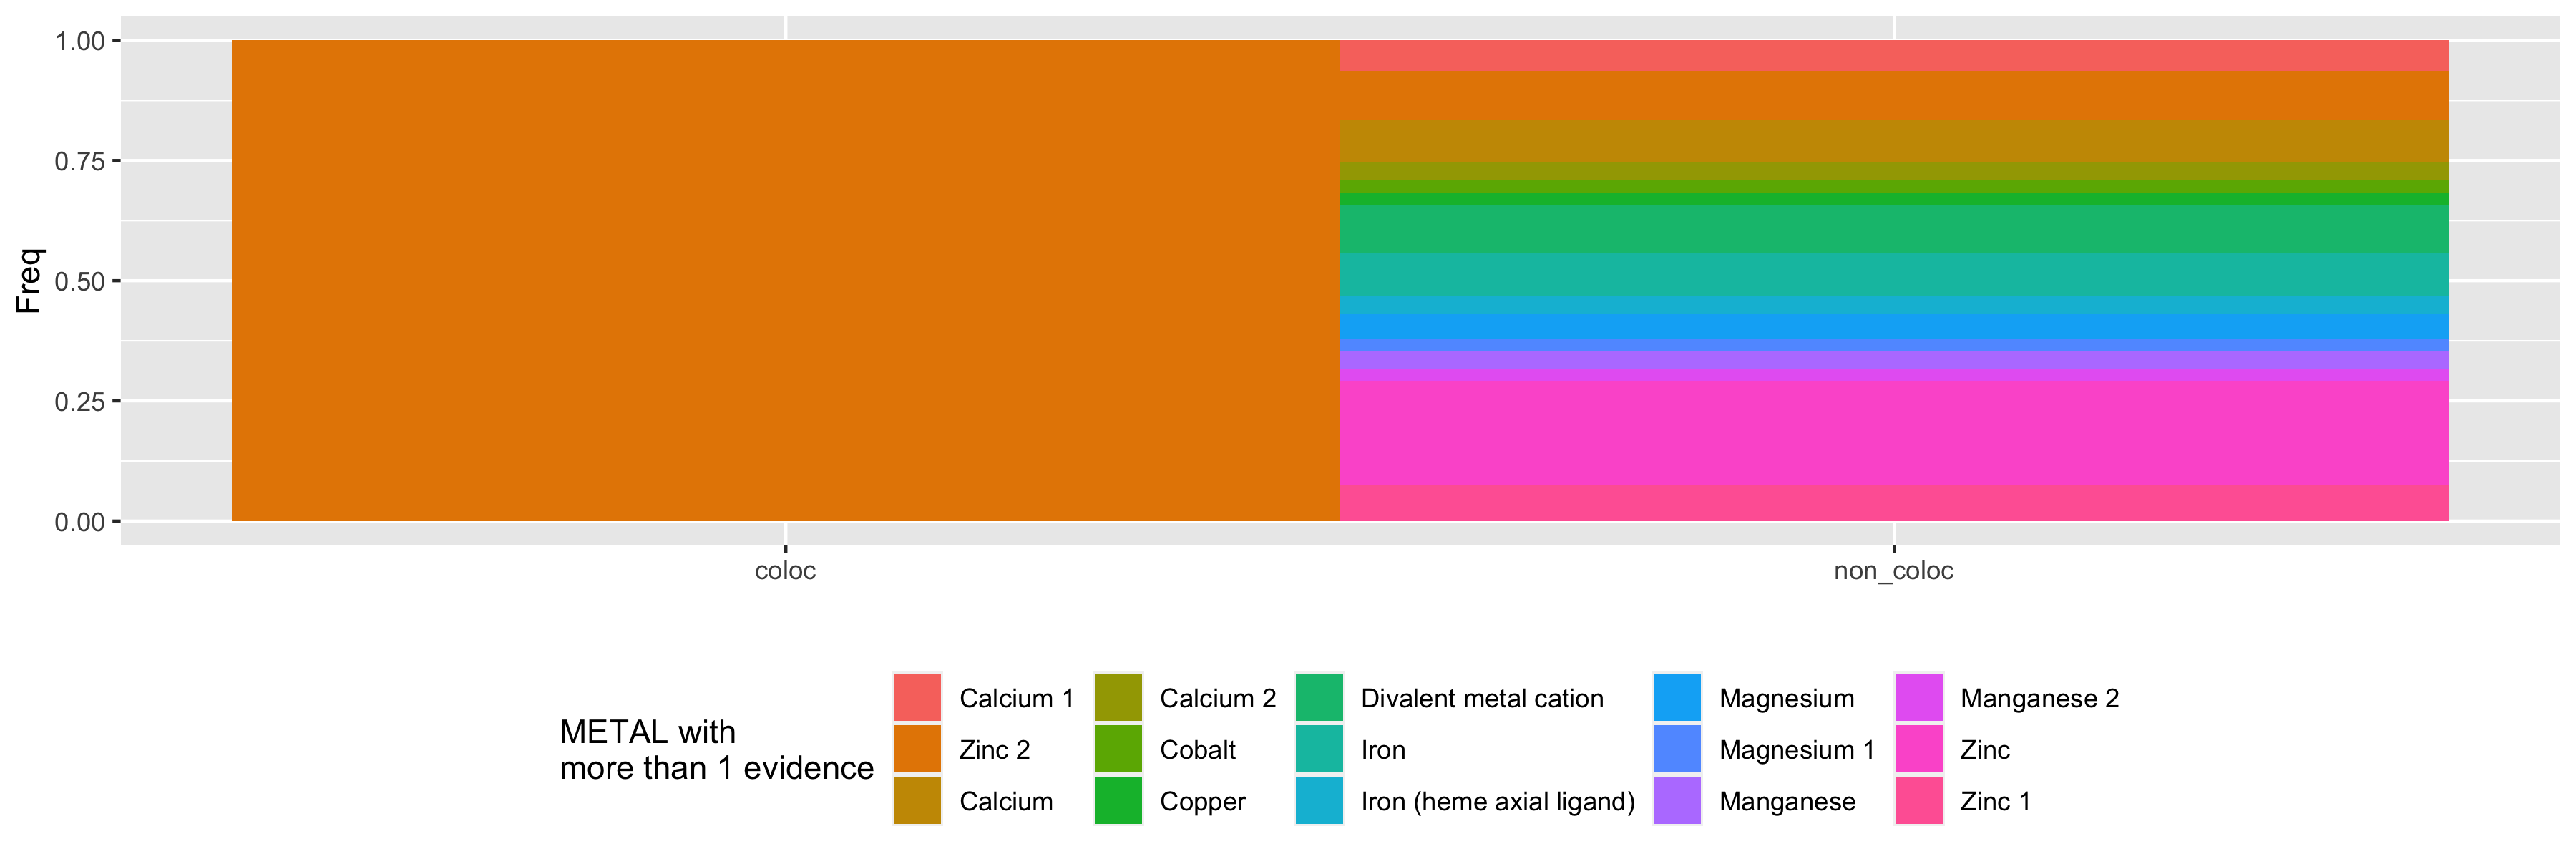 1.00
0.75
0.50
0.25
0.00
Freq
coloc non_coloc
METAL with
more than 1 evidence
Calcium 1 Calcium 2 Divalent metal cation Magnesium Manganese 2
Zinc 2 Cobalt Iron Magnesium 1 Zinc
Calcium Copper Iron (heme axial ligand) Manganese Zinc 1